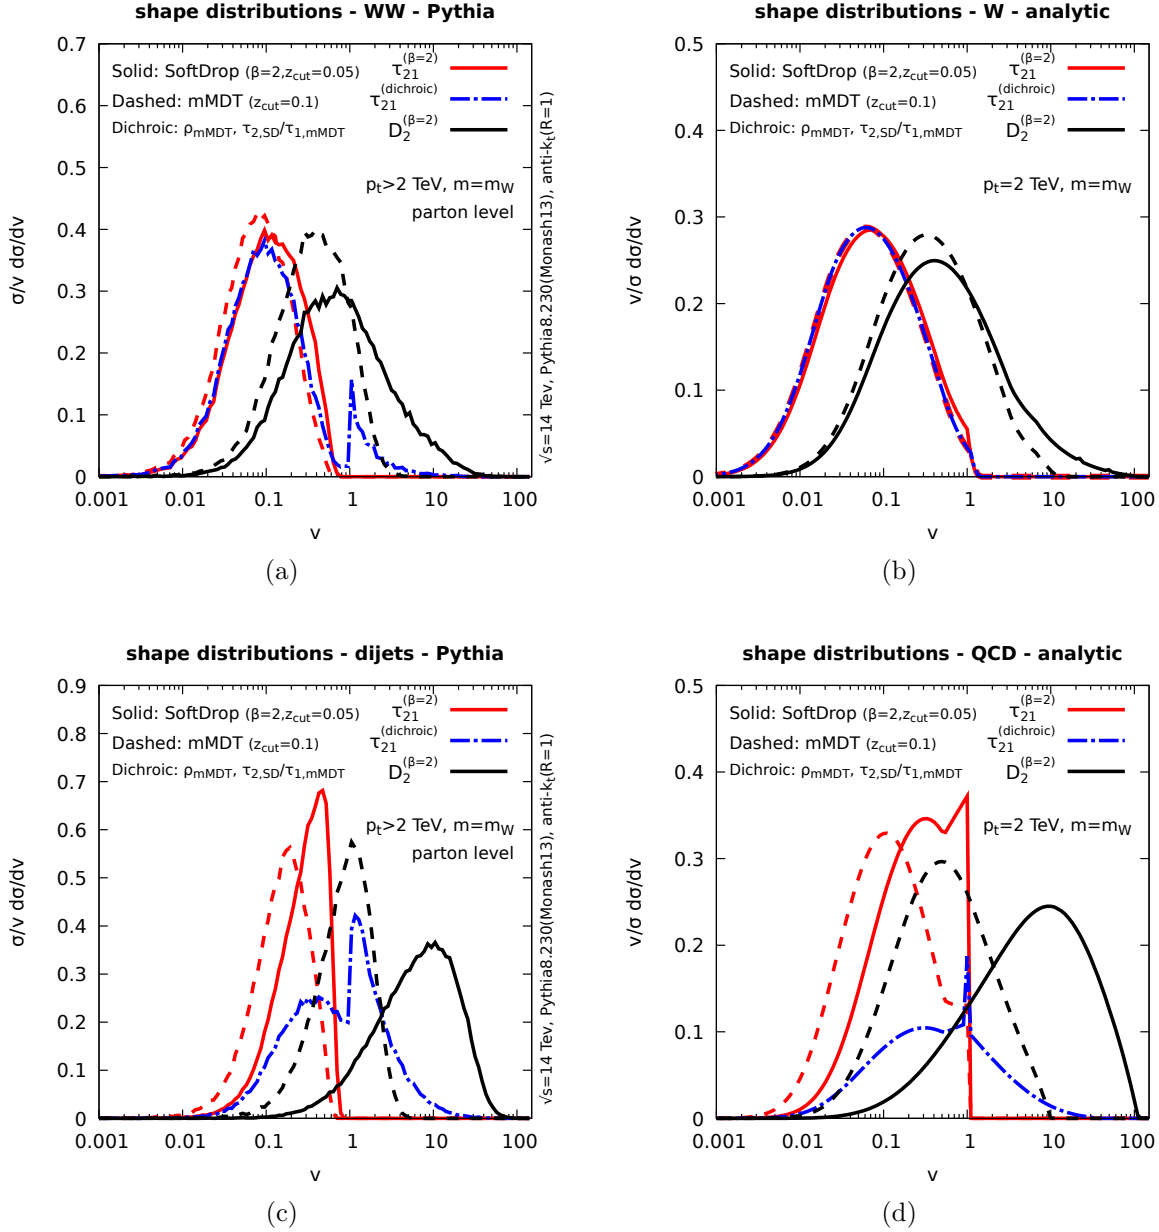 shape distributions - WW - Pythia
0.7
0.6
0.5
0.4
0.3
0.2
0.1
0
σ/v dσ/dv
Solid: SoftDrop (β=2,z_cut=0.05)
Dashed: mMDT (z_cut=0.1)
Dichroic: ρ_mMDT, τ_2,SD/τ_1,mMDT
τ_21^(β=2)
τ_21^(dichroic)
D_2^(β=2)
p_t>2 TeV, m=m_W
parton level
√s=14 Tev, Pythia8.230(Monash13), anti-k_t(R=1)
0.001 0.01 0.1 1 10 100
v
(a)
shape distributions - W - analytic
0.5
0.4
0.3
0.2
0.1
0
v/σ dσ/dv
Solid: SoftDrop (β=2,z_cut=0.05)
Dashed: mMDT (z_cut=0.1)
Dichroic: ρ_mMDT, τ_2,SD/τ_1,mMDT
τ_21^(β=2)
τ_21^(dichroic)
D_2^(β=2)
p_t=2 TeV, m=m_W
0.001 0.01 0.1 1 10 100
v
(b)
shape distributions - dijets - Pythia
0.9
0.8
0.7
0.6
0.5
0.4
0.3
0.2
0.1
0
σ/v dσ/dv
Solid: SoftDrop (β=2,z_cut=0.05)
Dashed: mMDT (z_cut=0.1)
Dichroic: ρ_mMDT, τ_2,SD/τ_1,mMDT
τ_21^(β=2)
τ_21^(dichroic)
D_2^(β=2)
p_t>2 TeV, m=m_W
parton level
√s=14 Tev, Pythia8.230(Monash13), anti-k_t(R=1)
0.001 0.01 0.1 1 10 100
v
(c)
shape distributions - QCD - analytic
0.5
0.4
0.3
0.2
0.1
0
v/σ dσ/dv
Solid: SoftDrop (β=2,z_cut=0.05)
Dashed: mMDT (z_cut=0.1)
Dichroic: ρ_mMDT, τ_2,SD/τ_1,mMDT
τ_21^(β=2)
τ_21^(dichroic)
D_2^(β=2)
p_t=2 TeV, m=m_W
0.001 0.01 0.1 1 10 100
v
(d)